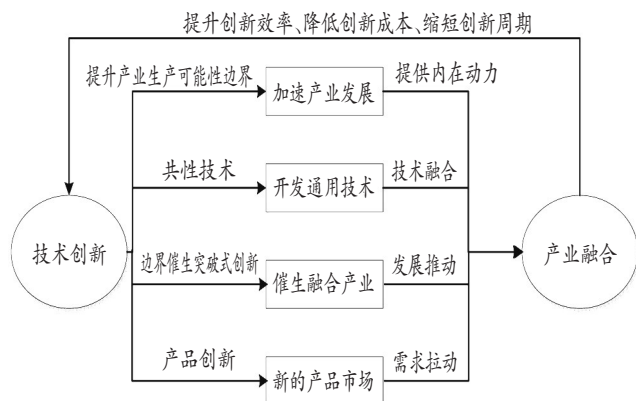 提升创新效率、降低创新成本、缩短创新周期
提升产业生产可能性边界
加速产业发展
提供内在动力
共性技术
开发通用技术
技术融合
技术创新
产业融合
边界催生突破式创新
催生融合产业
发展推动
产品创新
新的产品市场
需求拉动